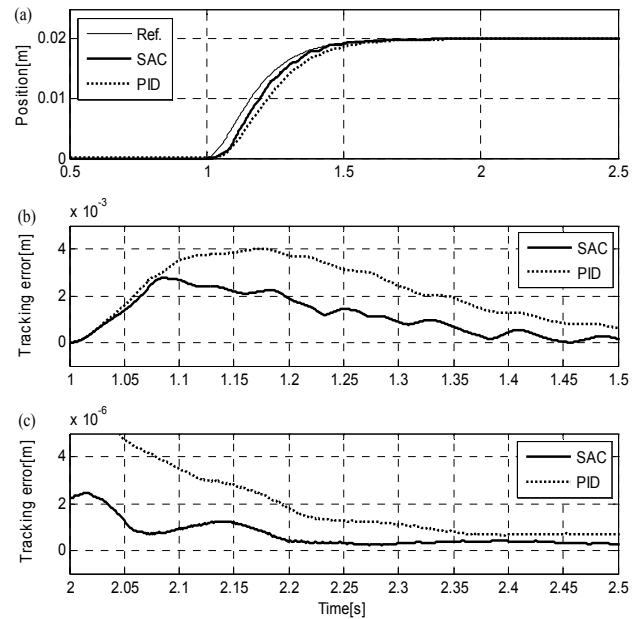 (a)
Ref.
SAC
PID
Position[m]
0.02
0.01
0
0.5 1 1.5 2 2.5
(b)
x 10-3
Tracking error[m]
4
2
0
SAC
PID
1 1.05 1.1 1.15 1.2 1.25 1.3 1.35 1.4 1.45 1.5
(c)
x 10-6
Tracking error[m]
4
2
0
SAC
PID
2 2.05 2.1 2.15 2.2 2.25 2.3 2.35 2.4 2.45 2.5
Time[s]